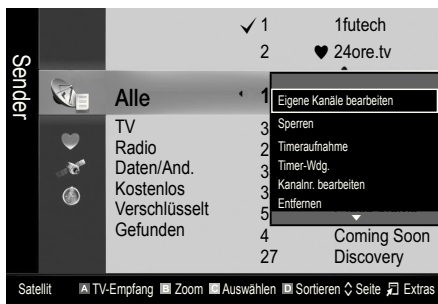 Sender
✓ 1 1futech
2 ♥ 24ore.tv
Alle
1
TV 3
Radio 2
Daten/And. 3
Kostenlos 3
Verschlüsselt 5
Gefunden 4 Coming Soon
27 Discovery
Eigene Kanäle bearbeiten
Sperren
Timeraufnahme
Timer-Wdg.
Kanalnr. bearbeiten
Entfernen
Satellit A TV-Empfang B Zoom C Auswählen D Sortieren Seite Extras